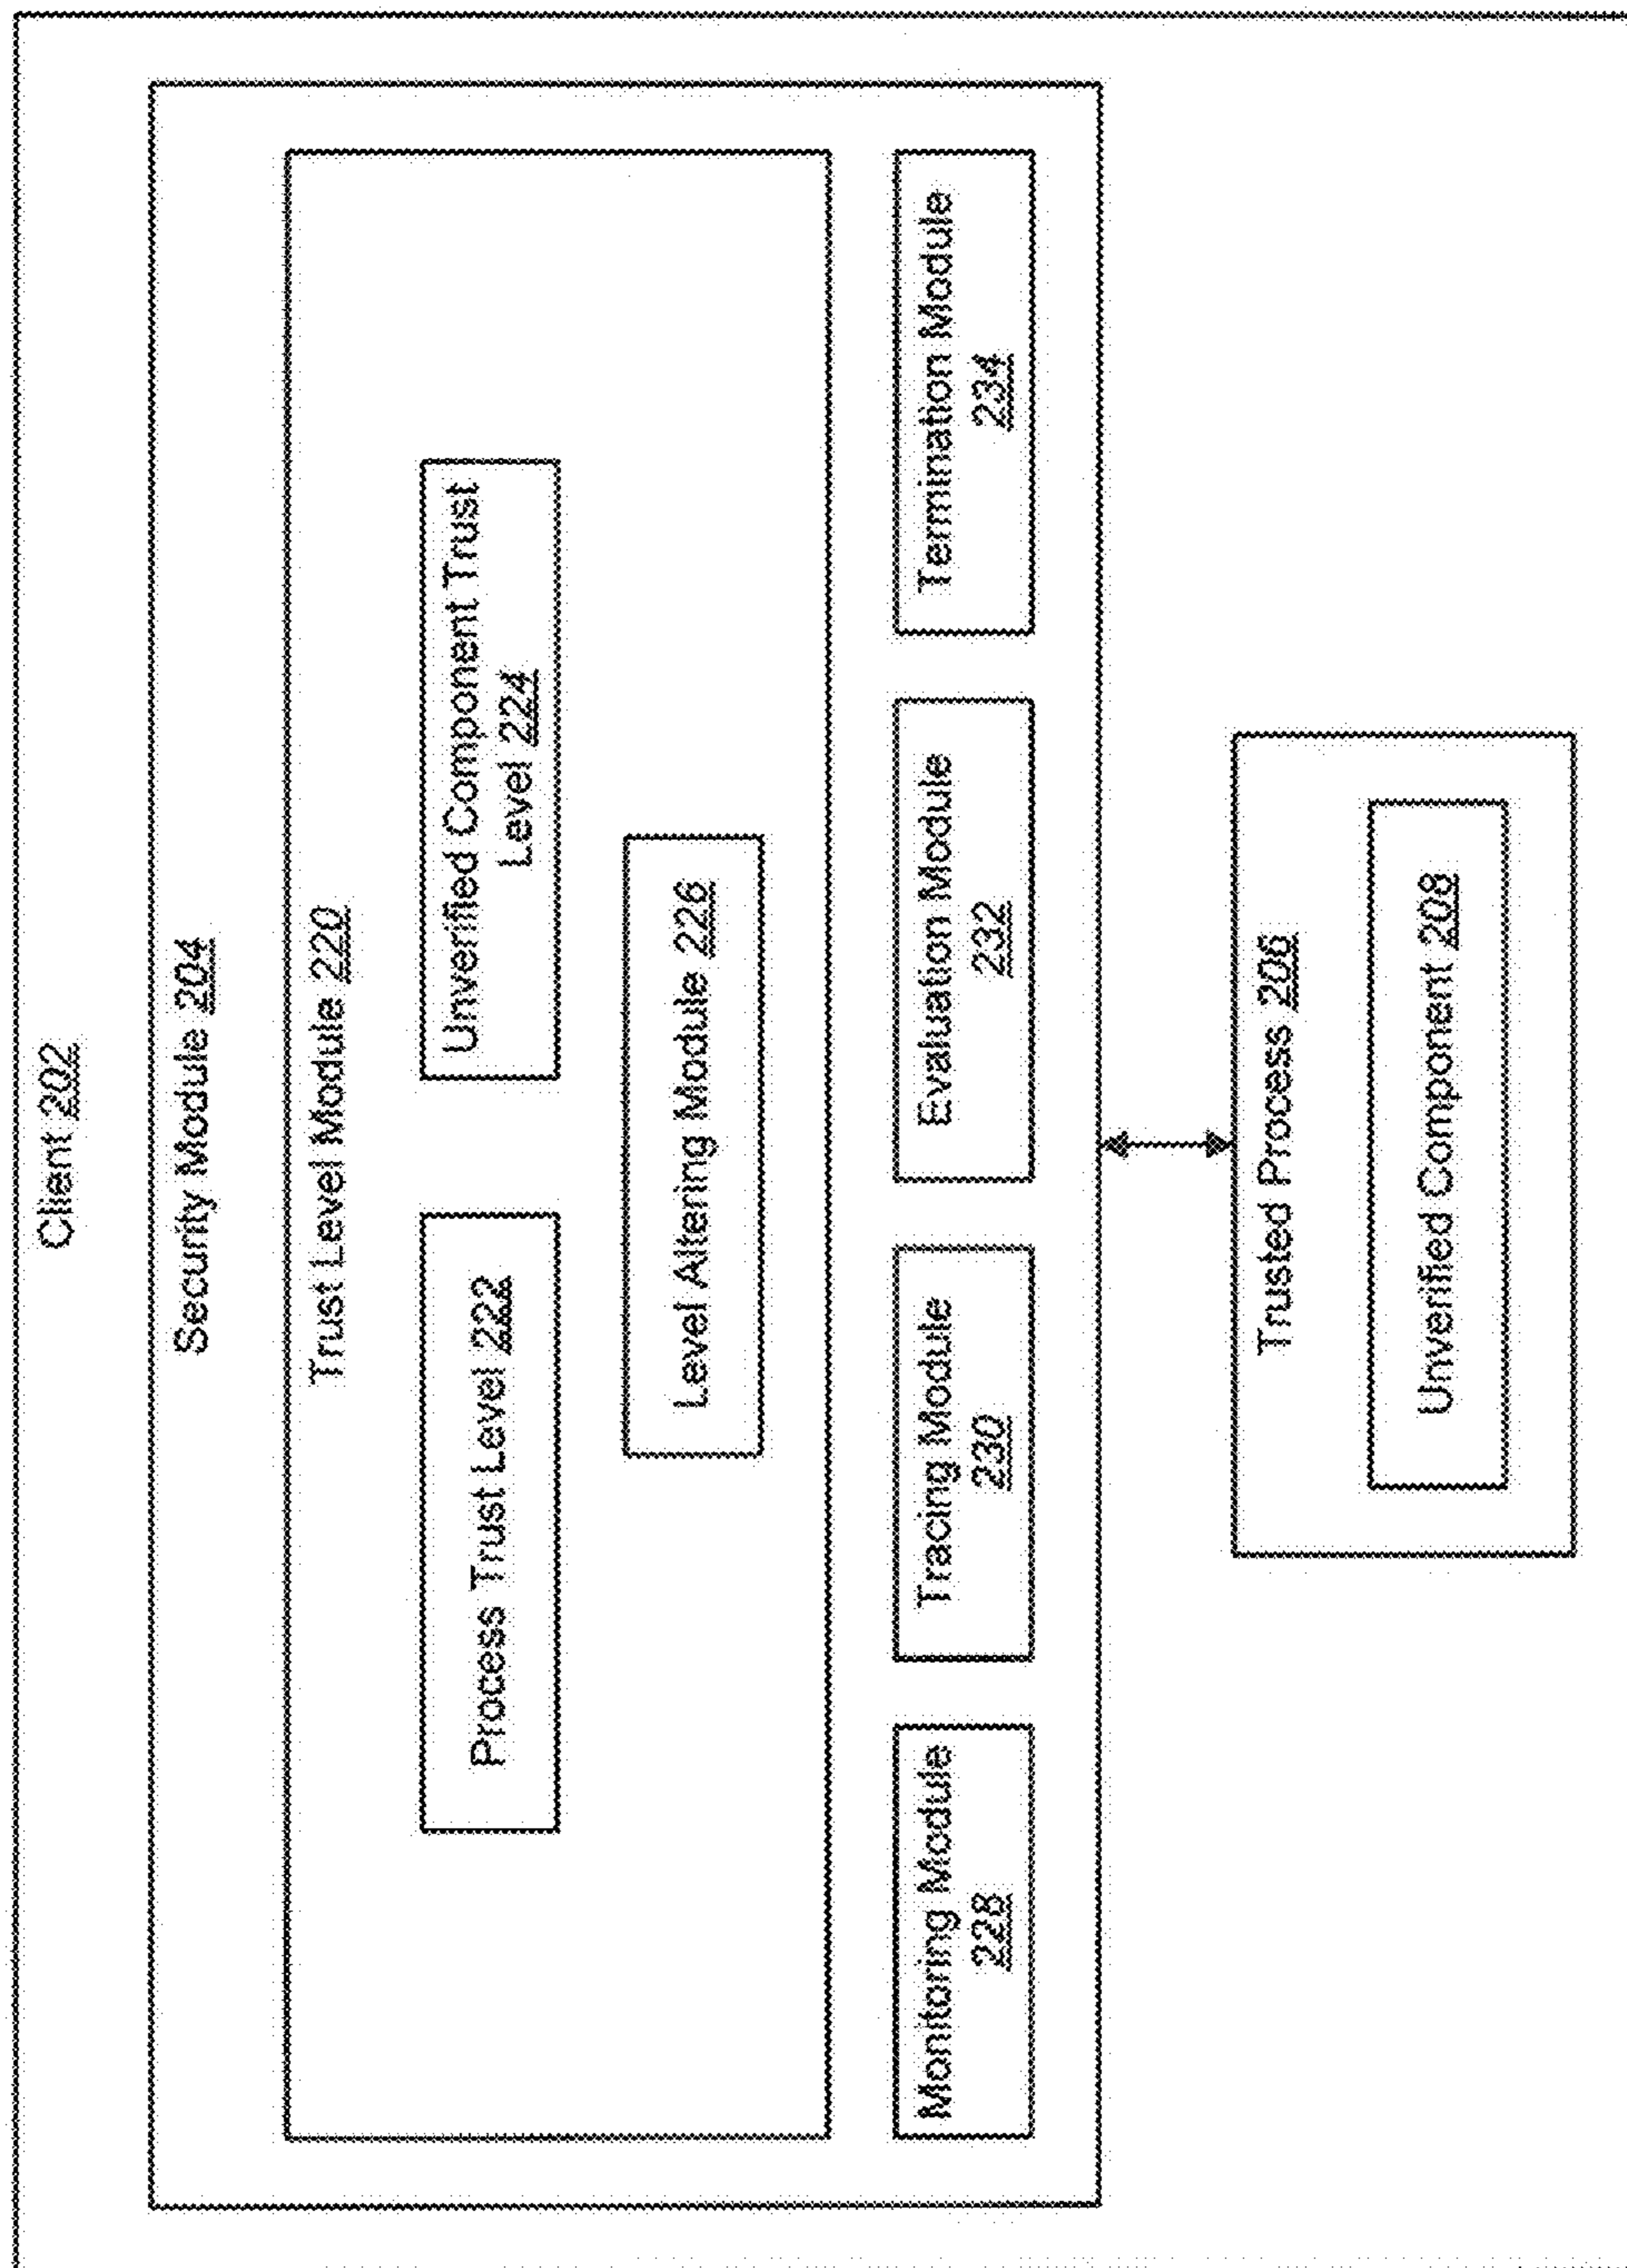 Client 202
Security Module 204
Trust Level Module 220
Process Trust Level 222
Unverified Component Trust
Level 224
Level Altering Module 226
Monitoring Module
228
Tracing Module
230
Evaluation Module
232
Termination Module
234
Trusted Process 206
Unverified Component 208